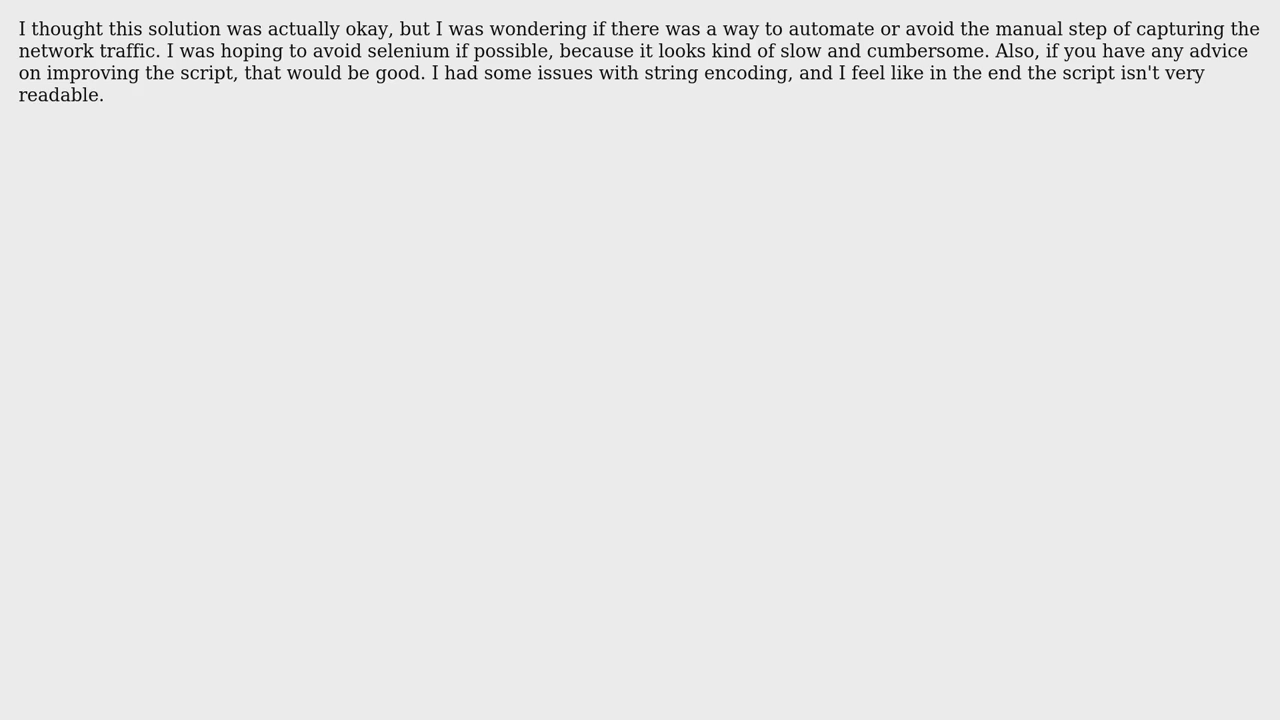 I thought this solution was actually okay, but I was wondering if there was a way to automate or avoid the manual step of capturing the
network traffic. I was hoping to avoid selenium if possible, because it looks kind of slow and cumbersome. Also, if you have any advice
on improving the script, that would be good. I had some issues with string encoding, and I feel like in the end the script isn't very
readable.